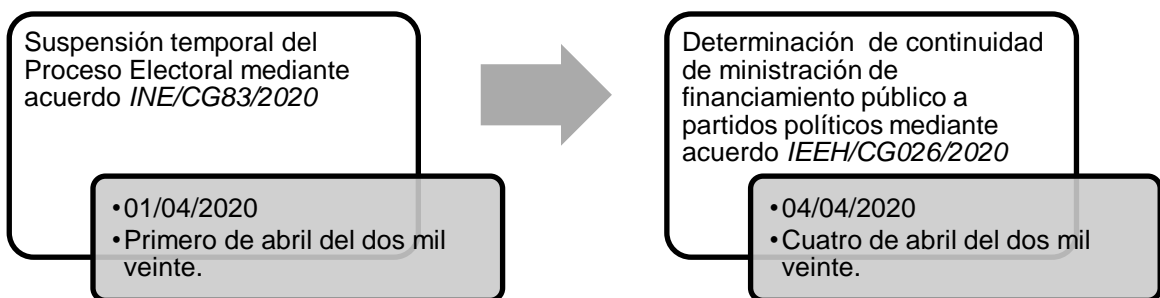 Suspensión temporal del
Proceso Electoral mediante
acuerdo INE/CG83/2020
•01/04/2020
•Primero de abril del dos mil
veinte.
Determinación de continuidad
de ministración de
financiamiento público a
partidos políticos mediante
acuerdo IEEH/CG026/2020
•04/04/2020
•Cuatro de abril del dos mil
veinte.